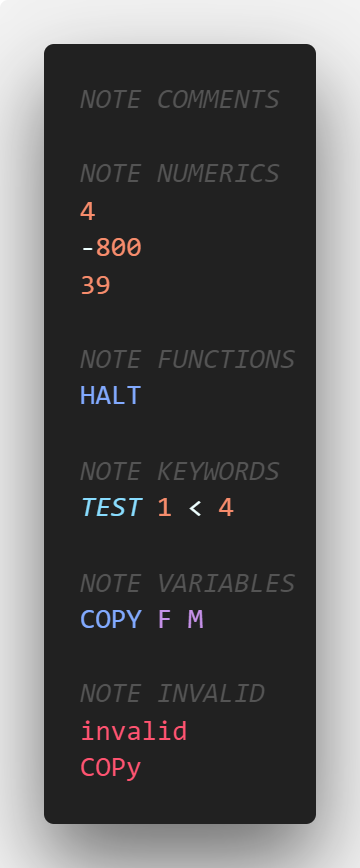 NOTE COMMENTS
NOTE NUMERICS
4
-800
39
NOTE FUNCTIONS
HALT
NOTE KEYWORDS
TEST 1 < 4
NOTE VARIABLES
COPY F M
NOTE INVALID
invalid
COPy